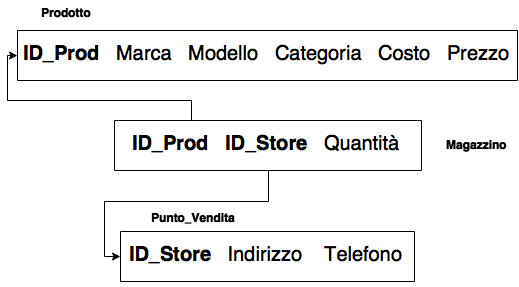 Prodotto
ID_Prod Marca Modello Categoria Costo Prezzo
ID_Prod ID_Store Quantità
Magazzino
Punto_Vendita
ID_Store Indirizzo Telefono